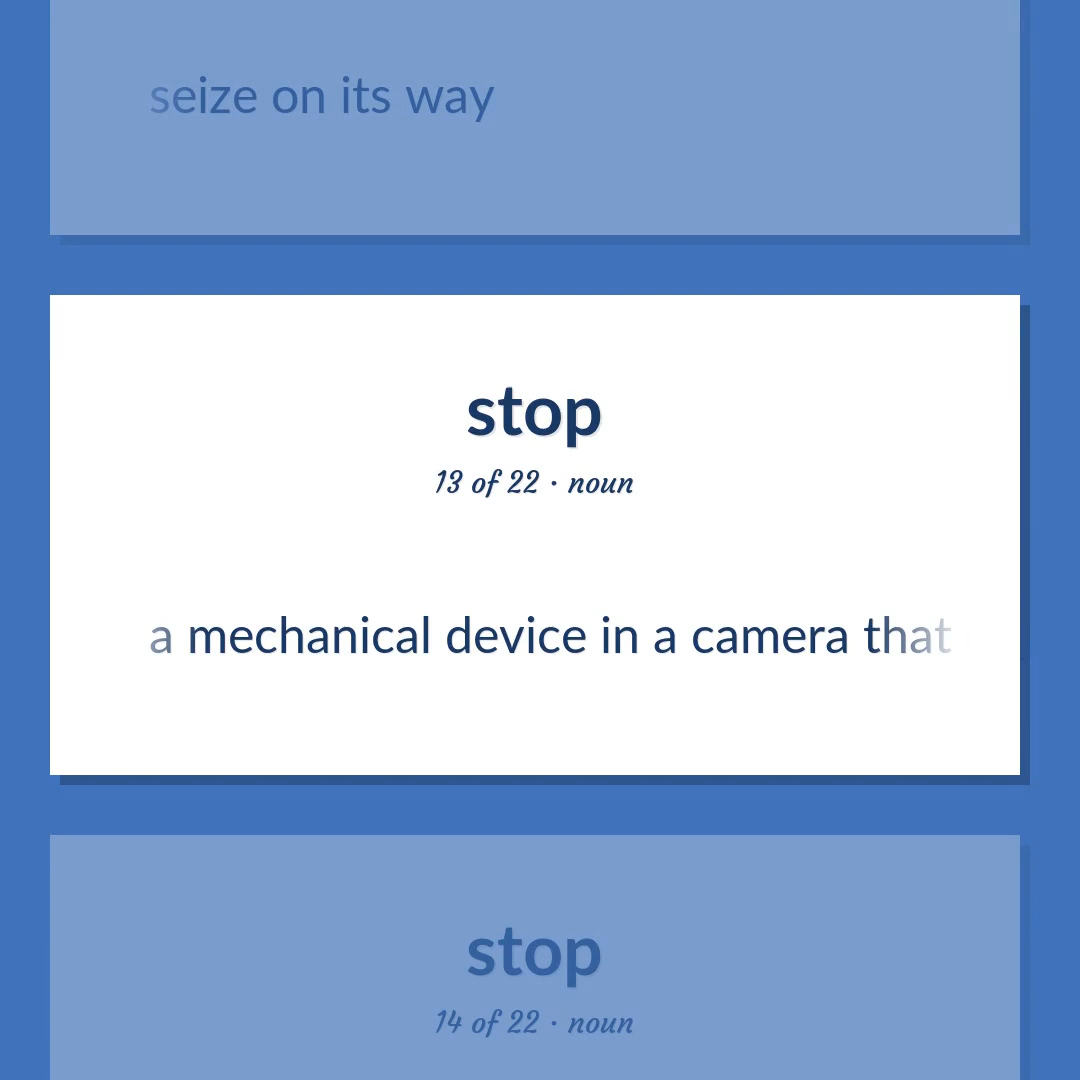 seize on its way
stop
13 of 22 · noun
a mechanical device in a camera that
stop
14 of 22 · noun